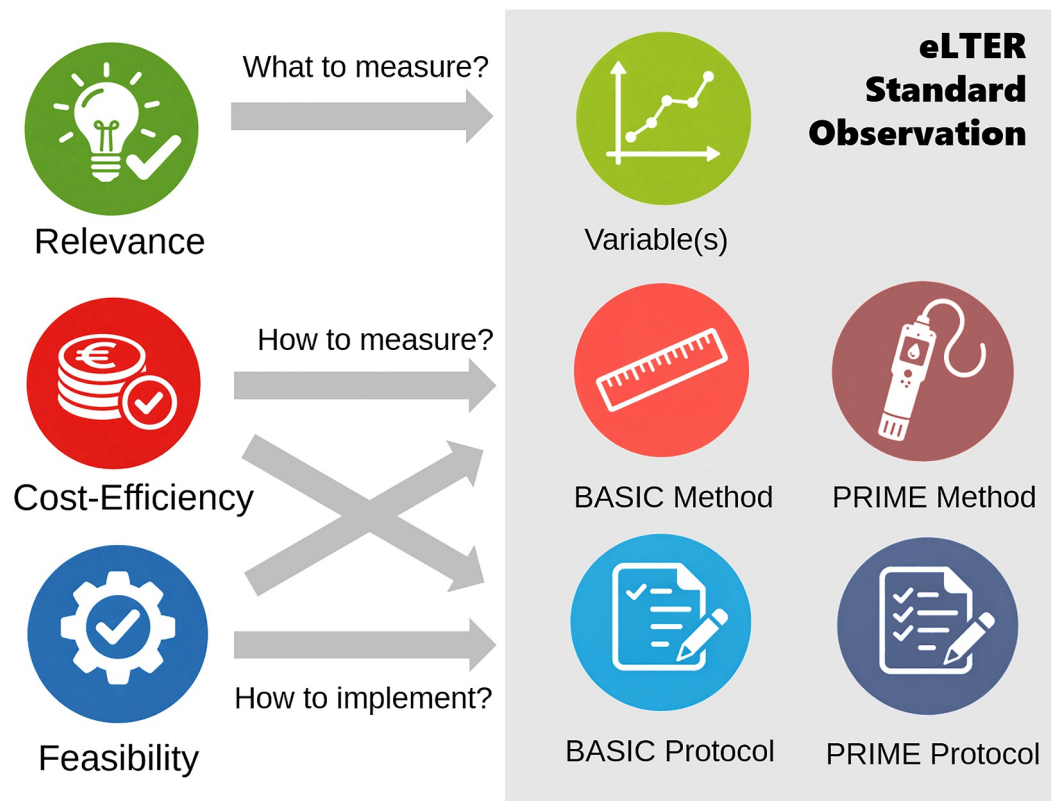 What to measure?
eLTER
Standard
Observation
Relevance
Variable(s)
€
How to measure?
Cost-Efficiency
BASIC Method
PRIME Method
How to implement?
Feasibility
BASIC Protocol
PRIME Protocol